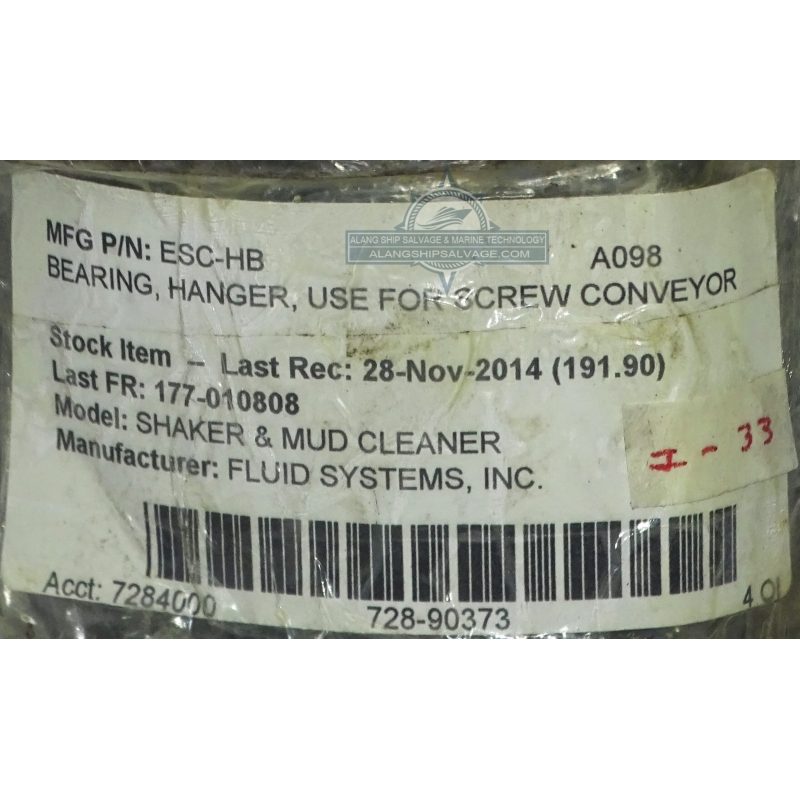 ALANG SHIP SALVAGE & MARINE TECHNOLOGY
ALANGSHIPSALVAGE.COM
MFG P/N: ESC-HB A098
BEARING, HANGER, USE FOR SCREW CONVEYOR
Stock Item - Last Rec: 28-Nov-2014 (191.90)
Last FR: 177-010808
Model: SHAKER & MUD CLEANER
I - 33
Manufacturer: FLUID SYSTEMS, INC.
Acct: 7284000
728-90373
4